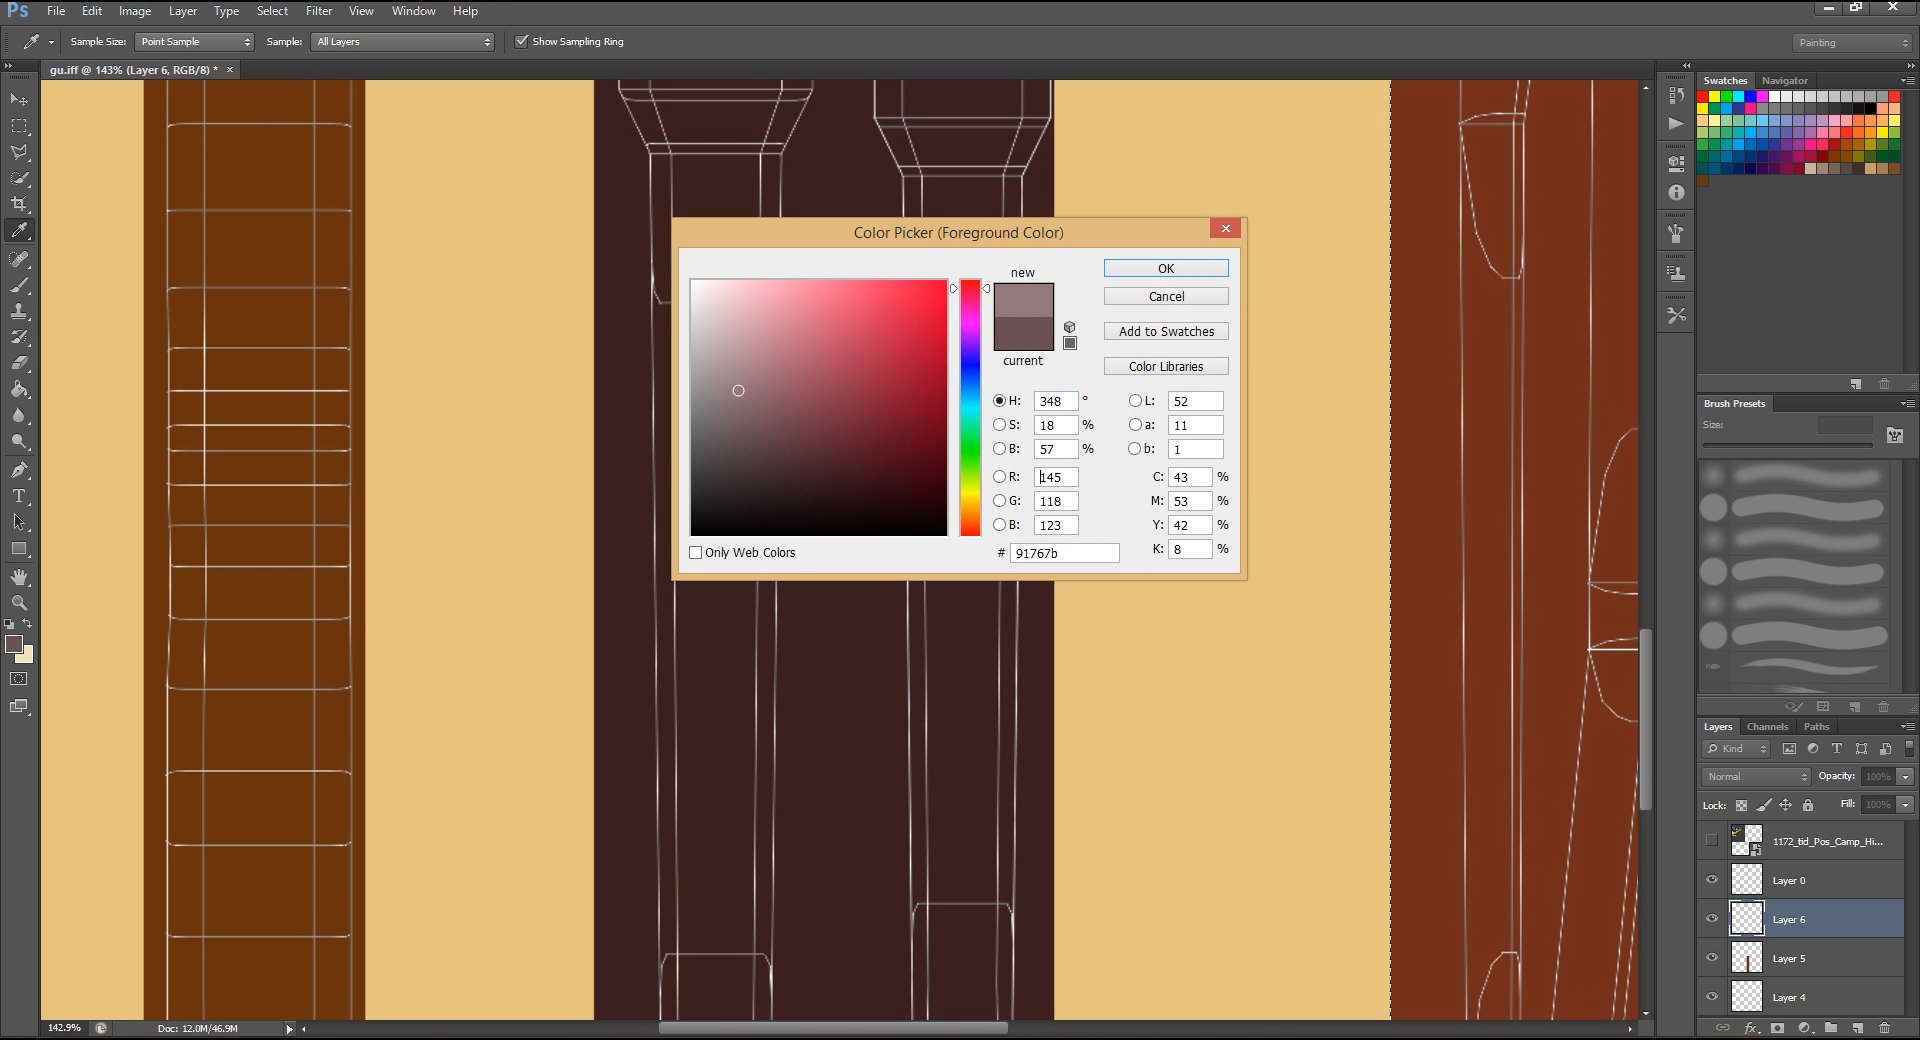 Ps File Edit Image Layer Type Select Filter View Window Help
Sample Size: Point Sample Sample: All Layers Show Sampling Ring Painting
gu.iff @ 143% (Layer 6, RGB/8) * ×
Swatches Navigator
Color Picker (Foreground Color)
new
current
OK
Cancel
Add to Swatches
Color Libraries
H: 348 ° L: 52
S: 18 % a: 11
B: 57 % b: 1
R: 145 C: 43 %
G: 118 M: 53 %
B: 123 Y: 42 %
Only Web Colors # 91767b K: 8 %
Brush Presets
Size:
Layers Channels Paths
Kind
Normal Opacity: 100%
Lock: Fill: 100%
1172_tid_Pos_Camp_Hi...
Layer 0
Layer 6
Layer 5
Layer 4
142.9% Doc: 12.0M/46.9M
fx